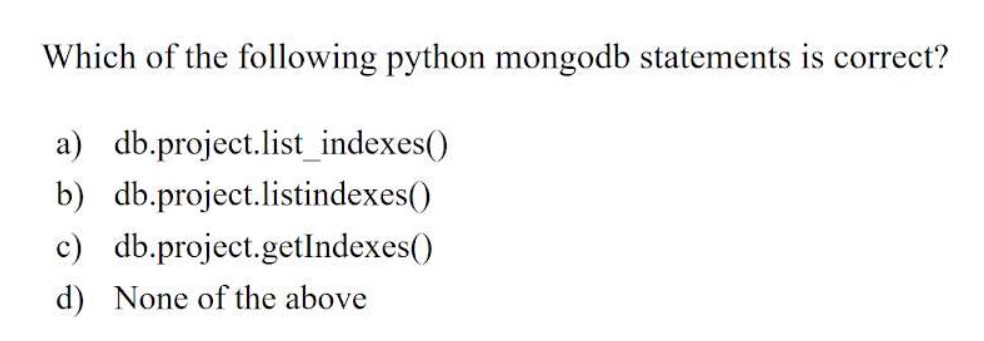 Which of the following python mongodb statements is correct?
a) db.project.list_indexes()
b) db.project.listindexes()
c) db.project.getIndexes()
d) None of the above